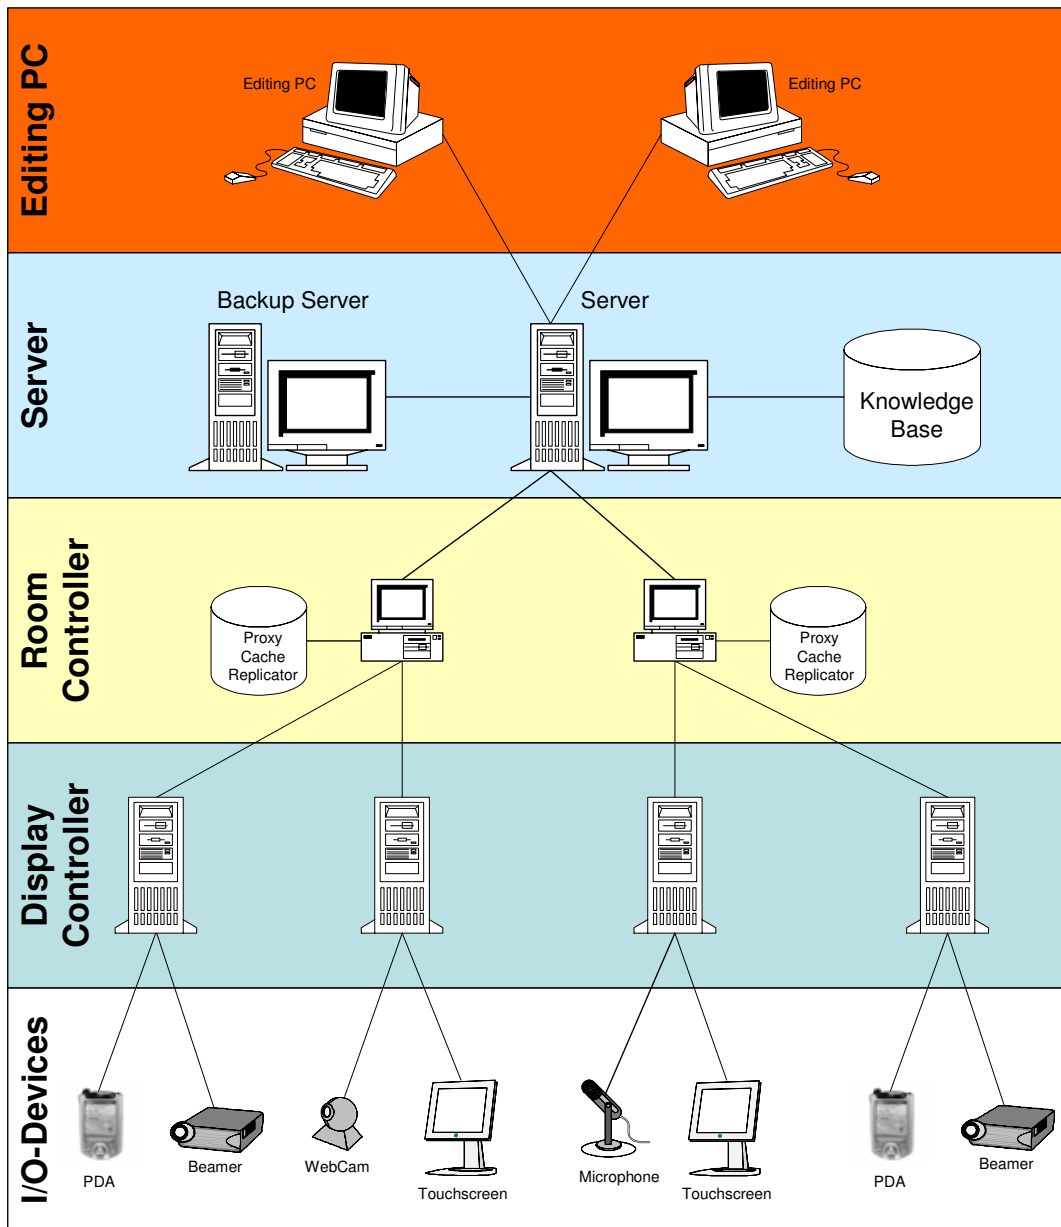 Editing PC
Editing PC
Editing PC
Server
Backup Server
Server
Knowledge
Base
Room
Controller
Proxy
Cache
Replicator
Proxy
Cache
Replicator
Display
Controller
I/O-Devices
PDA
Beamer
WebCam
Touchscreen
Microphone
Touchscreen
PDA
Beamer